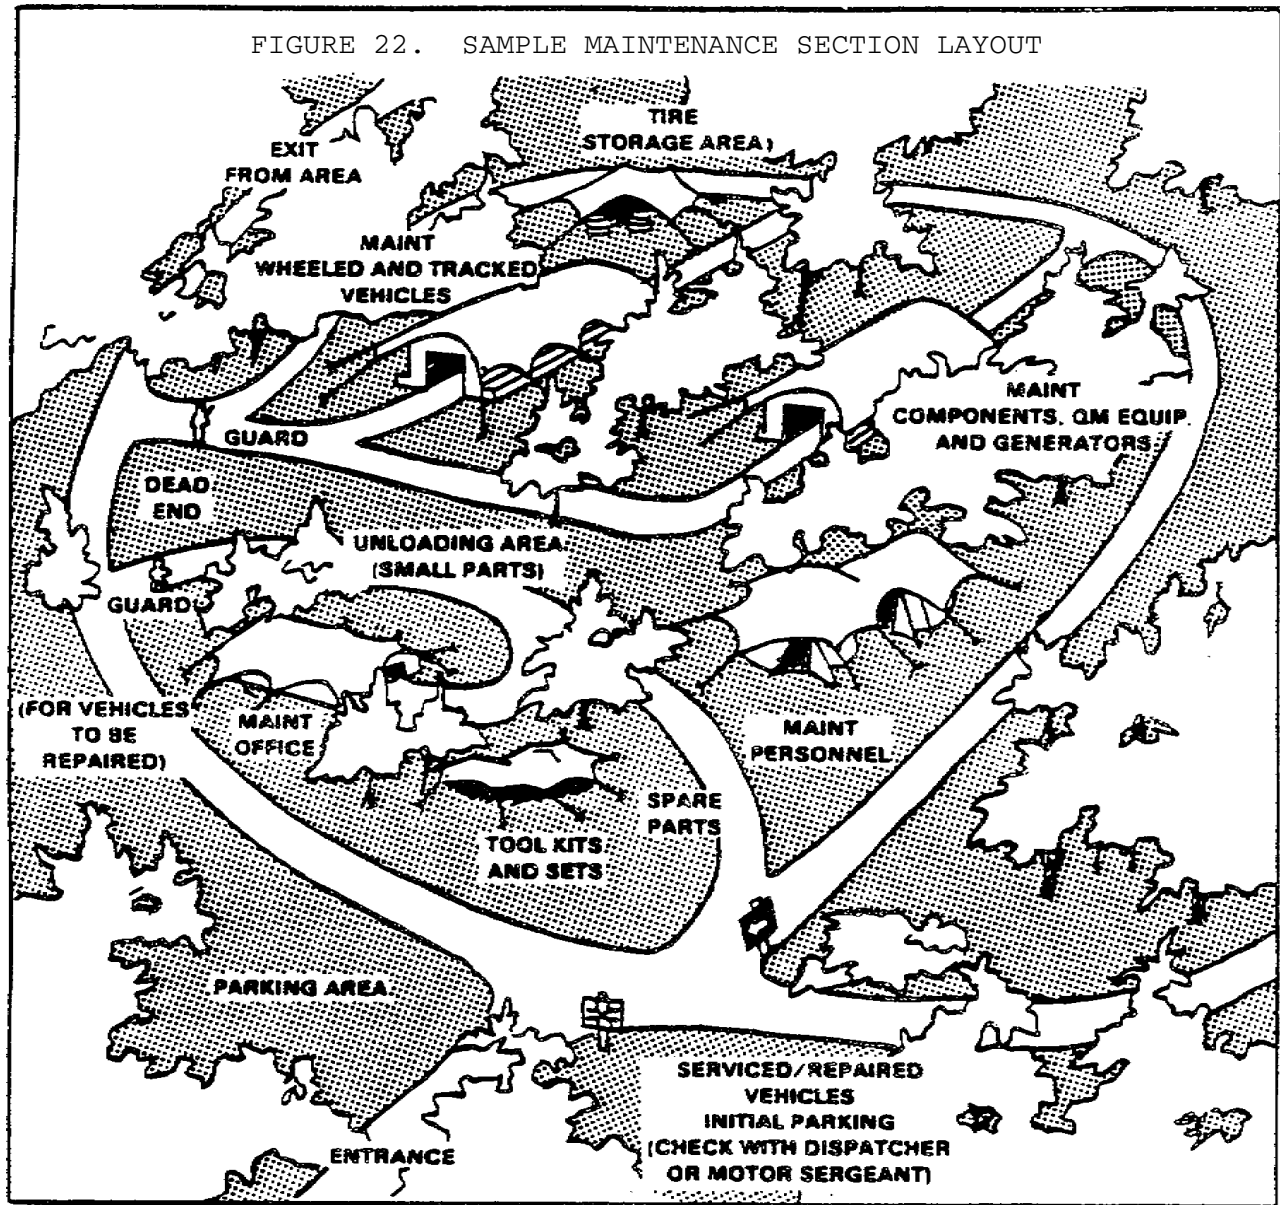 FIGURE 22. SAMPLE MAINTENANCE SECTION LAYOUT
TIRE
STORAGE AREA)
EXIT
FROM AREA
MAINT
WHEELED AND TRACKED
VEHICLES
MAINT
COMPONENTS, QM EQUIP.
AND GENERATORS
GUARD
DEAD
END
UNLOADING AREA
(SMALL PARTS)
GUARD
(FOR VEHICLES
TO BE
REPAIRED)
MAINT
OFFICE
MAINT
PERSONNEL
SPARE
PARTS
TOOL KITS
AND SETS
PARKING AREA
SERVICED/REPAIRED
VEHICLES
INITIAL PARKING
(CHECK WITH DISPATCHER
OR MOTOR SERGEANT)
ENTRANCE